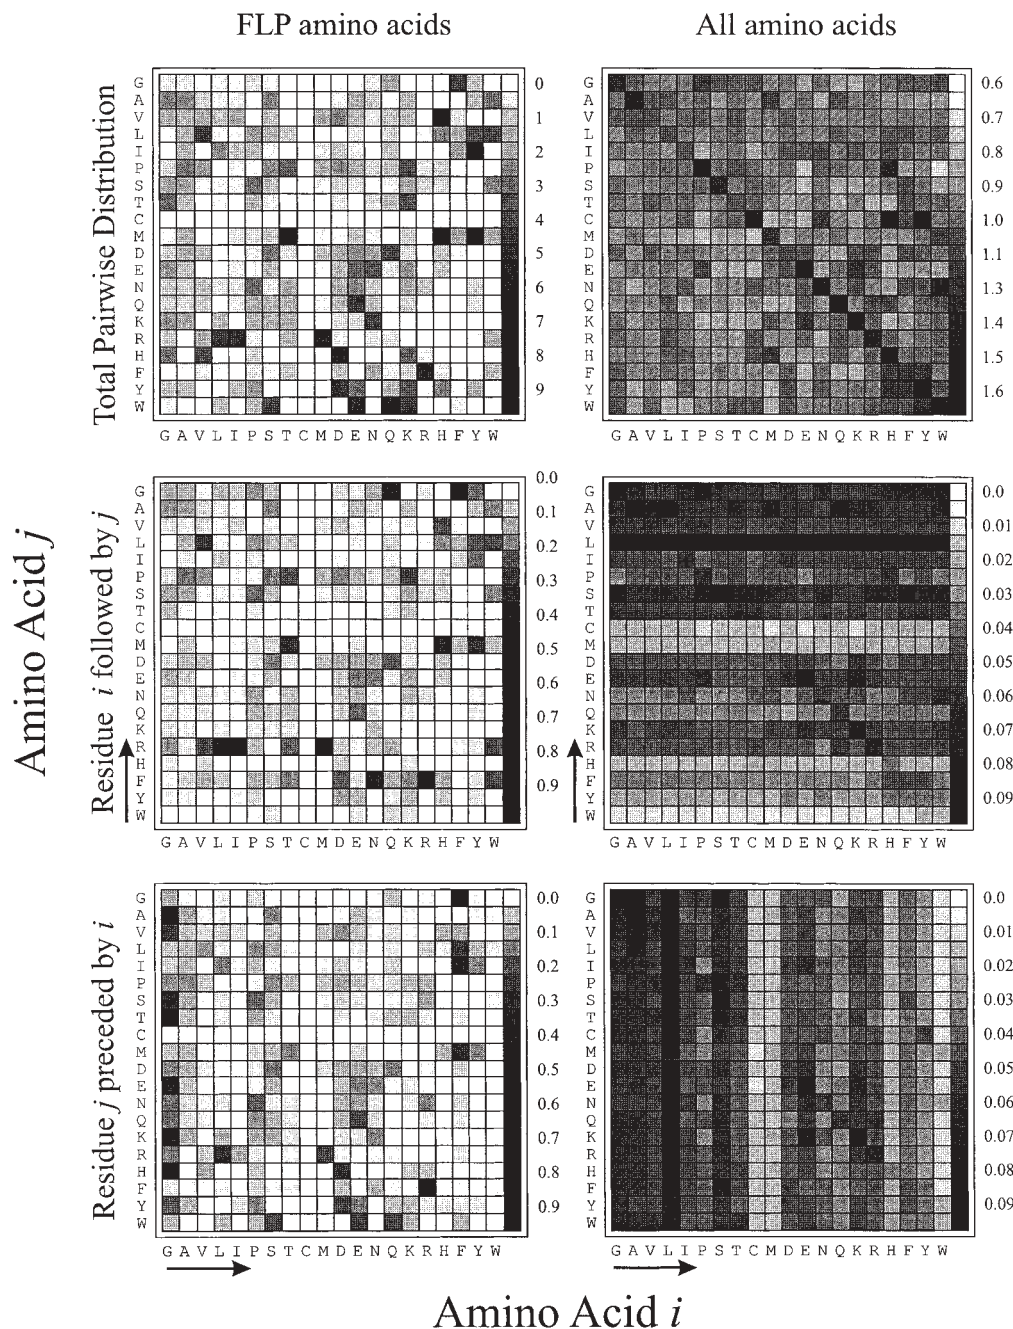 FLP amino acids
All amino acids
Total Pairwise Distribution
G
A
V
L
I
P
S
T
C
M
D
E
N
Q
K
R
H
F
Y
W
0
1
2
3
4
5
6
7
8
9
G A V L I P S T C M D E N Q K R H F Y W
G
A
V
L
I
P
S
T
C
M
D
E
N
Q
K
R
H
F
Y
W
0.6
0.7
0.8
0.9
1.0
1.1
1.3
1.4
1.5
1.6
G A V L I P S T C M D E N Q K R H F Y W
Amino Acid j
Residue i followed by j
G
A
V
L
I
P
S
T
C
M
D
E
N
Q
K
R
H
F
Y
W
0.0
0.1
0.2
0.3
0.4
0.5
0.6
0.7
0.8
0.9
G A V L I P S T C M D E N Q K R H F Y W
G
A
V
L
I
P
S
T
C
M
D
E
N
Q
K
R
H
F
Y
W
0.0
0.01
0.02
0.03
0.04
0.05
0.06
0.07
0.08
0.09
G A V L I P S T C M D E N Q K R H F Y W
Residue j preceded by i
G
A
V
L
I
P
S
T
C
M
D
E
N
Q
K
R
H
F
Y
W
0.0
0.1
0.2
0.3
0.4
0.5
0.6
0.7
0.8
0.9
G A V L I P S T C M D E N Q K R H F Y W
G
A
V
L
I
P
S
T
C
M
D
E
N
Q
K
R
H
F
Y
W
0.0
0.01
0.02
0.03
0.04
0.05
0.06
0.07
0.08
0.09
G A V L I P S T C M D E N Q K R H F Y W
Amino Acid i